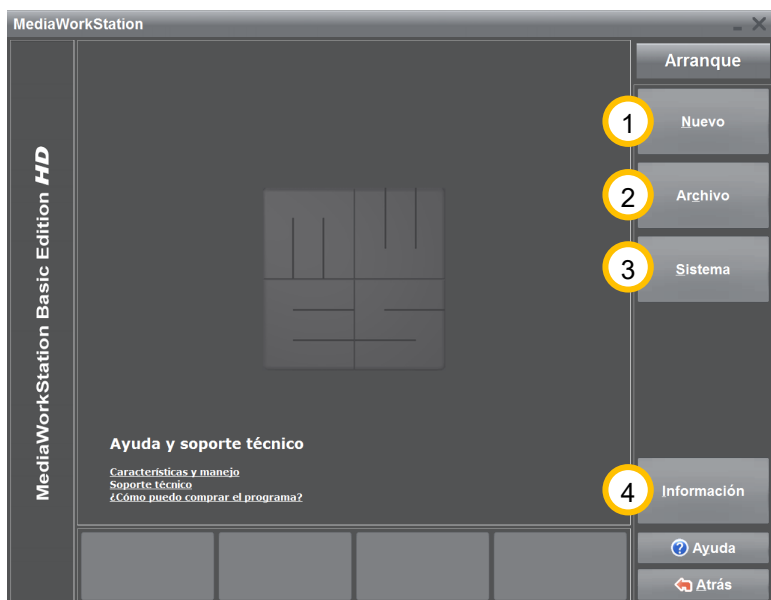 MediaWorkStation
MediaWorkStation Basic Edition HD
Arranque
1
Nuevo
2
Archivo
3
Sistema
Ayuda y soporte técnico
Características y manejo
Soporte técnico
¿Cómo puedo comprar el programa?
4
Información
? Ayuda
Atrás